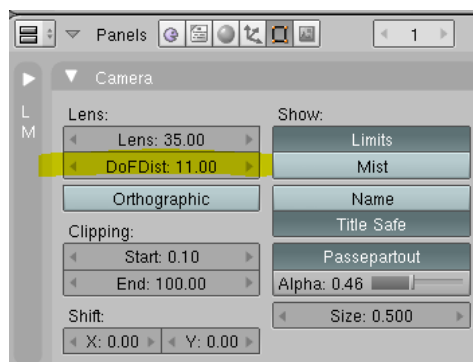 Panels 1
Camera
L
M
Lens:
Lens: 35.00
DoFDist: 11.00
Orthographic
Clipping:
Start: 0.10
End: 100.00
Shift:
X: 0.00 Y: 0.00
Show:
Limits
Mist
Name
Title Safe
Passepartout
Alpha: 0.46
Size: 0.500